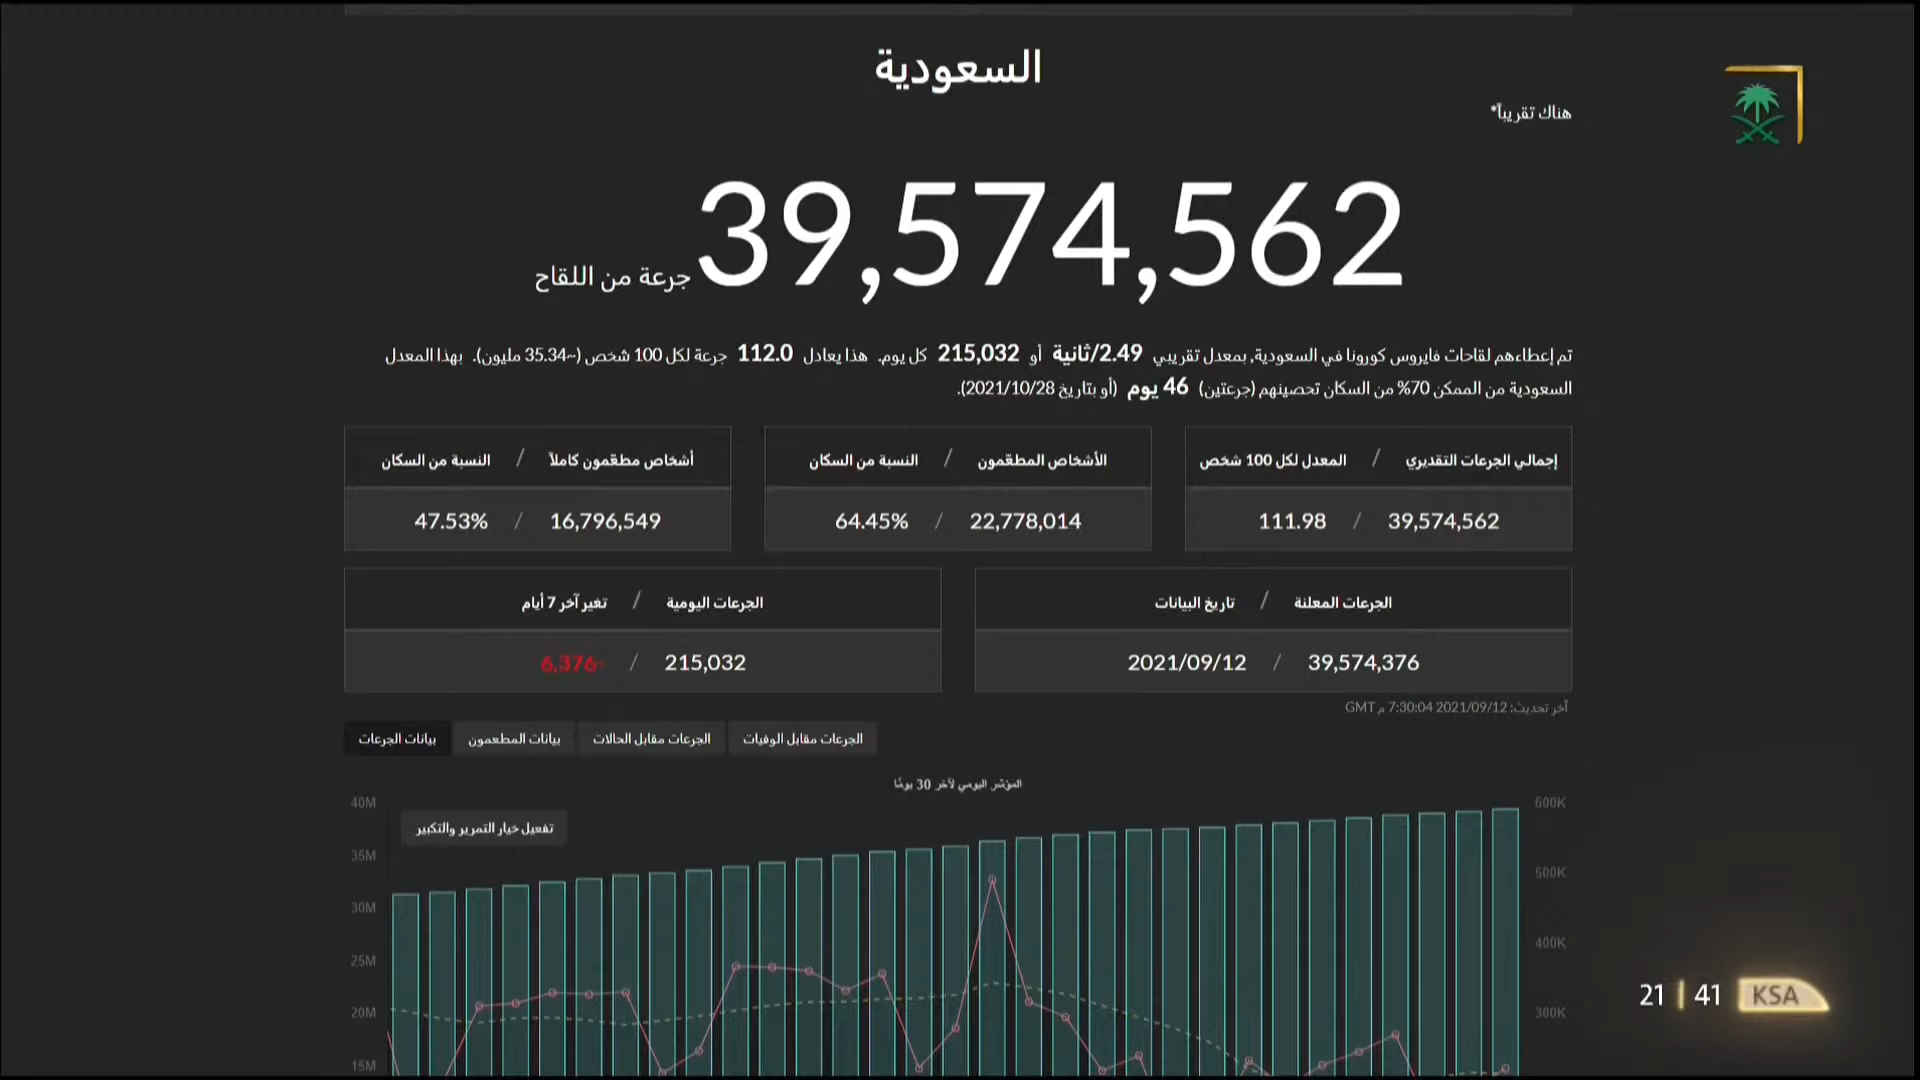 السعودية
هناك تقريباً*
39,574,562 جرعة من اللقاح
تم إعطاءهم لقاحات فايروس كورونا في السعودية, بمعدل تقريبي 2.49/ثانية أو 215,032 كل يوم. هذا يعادل 112.0 جرعة لكل 100 شخص (~35.34 مليون). بهذا المعدل
السعودية من الممكن 70% من السكان تحصينهم (جرعتين) 46 يوم (أو بتاريخ 2021/10/28).
إجمالي الجرعات التقديري / المعدل لكل 100 شخص
39,574,562 / 111.98
الأشخاص المطعّمون / النسبة من السكان
22,778,014 / 64.45%
أشخاص مطعّمون كاملاً / النسبة من السكان
16,796,549 / 47.53%
الجرعات المعلنة / تاريخ البيانات
39,574,376 / 2021/09/12
الجرعات اليومية / تغير آخر 7 أيام
215,032 / 6,376-
آخر تحديث: 2021/09/12 7:30:04 م GMT
الجرعات مقابل الوفيات
الجرعات مقابل الحالات
بيانات المطعمون
بيانات الجرعات
المؤشر اليومي لآخر 30 يومًا
تفعيل خيار التمرير والتكبير
40M
35M
30M
25M
20M
15M
600K
500K
400K
300K
21 | 41 KSA